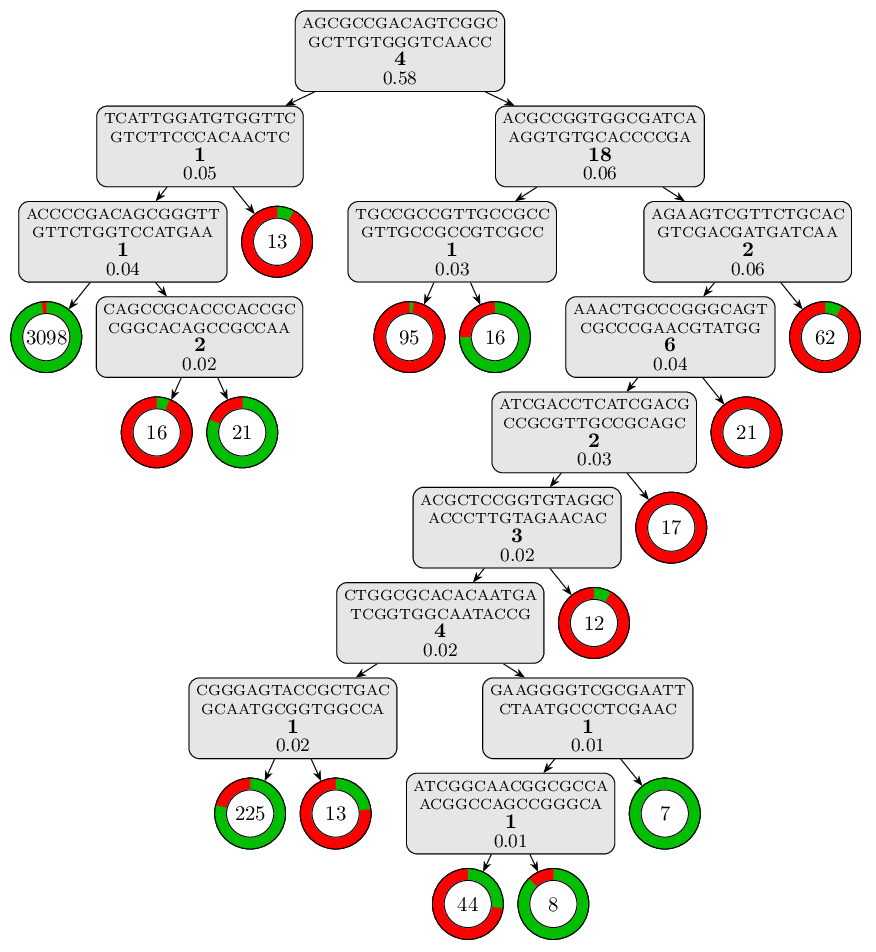 AGCGCCGACAGTCGGC
GCTTGTGGGTCAACC
4
0.58
TCATTGGATGTGGTTC
GTCTTCCCACAACTC
1
0.05
ACGCCGGTGGCGATCA
AGGTGTGCACCCCGA
18
0.06
ACCCCGACAGCGGGTT
GTTCTGGTCCATGAA
1
0.04
13
TGCCGCCGTTGCCGCC
GTTGCCGCCGTCGCC
1
0.03
AGAAGTCGTTCTGCAC
GTCGACGATGATCAA
2
0.06
3098
CAGCCGCACCCACCGC
CGGCACAGCCGCCAA
2
0.02
95
16
AAACTGCCCGGGCAGT
CGCCCGAACGTATGG
6
0.04
62
16
21
ATCGACCTCATCGACG
CCGCGTTGCCGCAGC
2
0.03
21
ACGCTCCGGTGTAGGC
ACCCTTGTAGAACAC
3
0.02
17
CTGGCGCACACAATGA
TCGGTGGCAATACCG
4
0.02
12
CGGGAGTACCGCTGAC
GCAATGCGGTGGCCA
1
0.02
GAAGGGGTCGCGAATT
CTAATGCCCTCGAAC
1
0.01
225
13
ATCGGCAACGGCGCCA
ACGGCCAGCCGGGCA
1
0.01
7
44
8